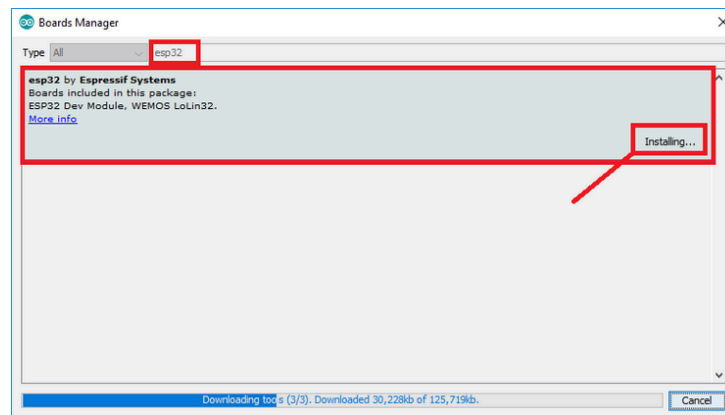 Boards Manager
Type All esp32
esp32 by Espressif Systems
Boards included in this package:
ESP32 Dev Module, WEMOS LoLin32.
More info
Installing...
Downloading tools (3/3). Downloaded 30,228kb of 125,719kb.
Cancel